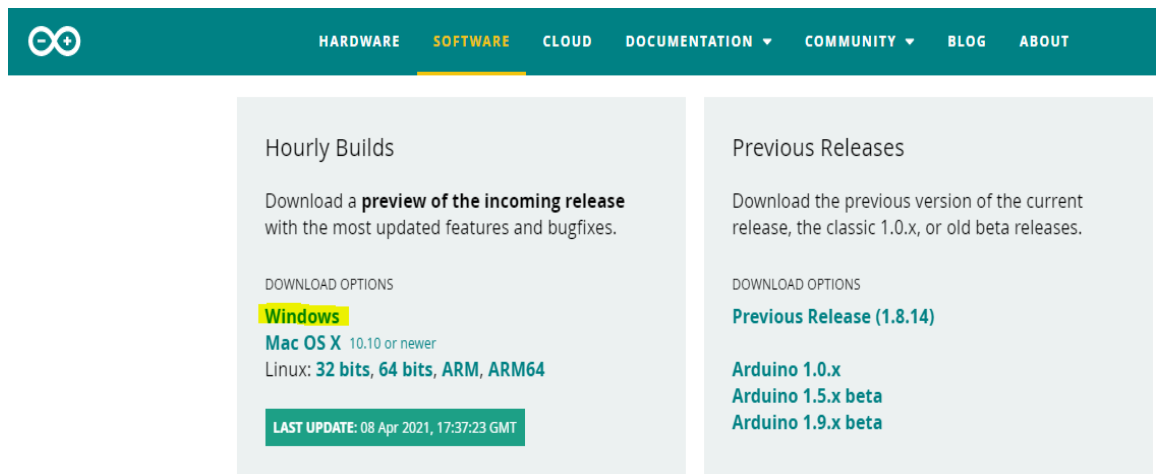 HARDWARE SOFTWARE CLOUD DOCUMENTATION COMMUNITY BLOG ABOUT
Hourly Builds
Download a preview of the incoming release
with the most updated features and bugfixes.
DOWNLOAD OPTIONS
Windows
Mac OS X 10.10 or newer
Linux: 32 bits, 64 bits, ARM, ARM64
LAST UPDATE: 08 Apr 2021, 17:37:23 GMT
Previous Releases
Download the previous version of the current
release, the classic 1.0.x, or old beta releases.
DOWNLOAD OPTIONS
Previous Release (1.8.14)
Arduino 1.0.x
Arduino 1.5.x beta
Arduino 1.9.x beta